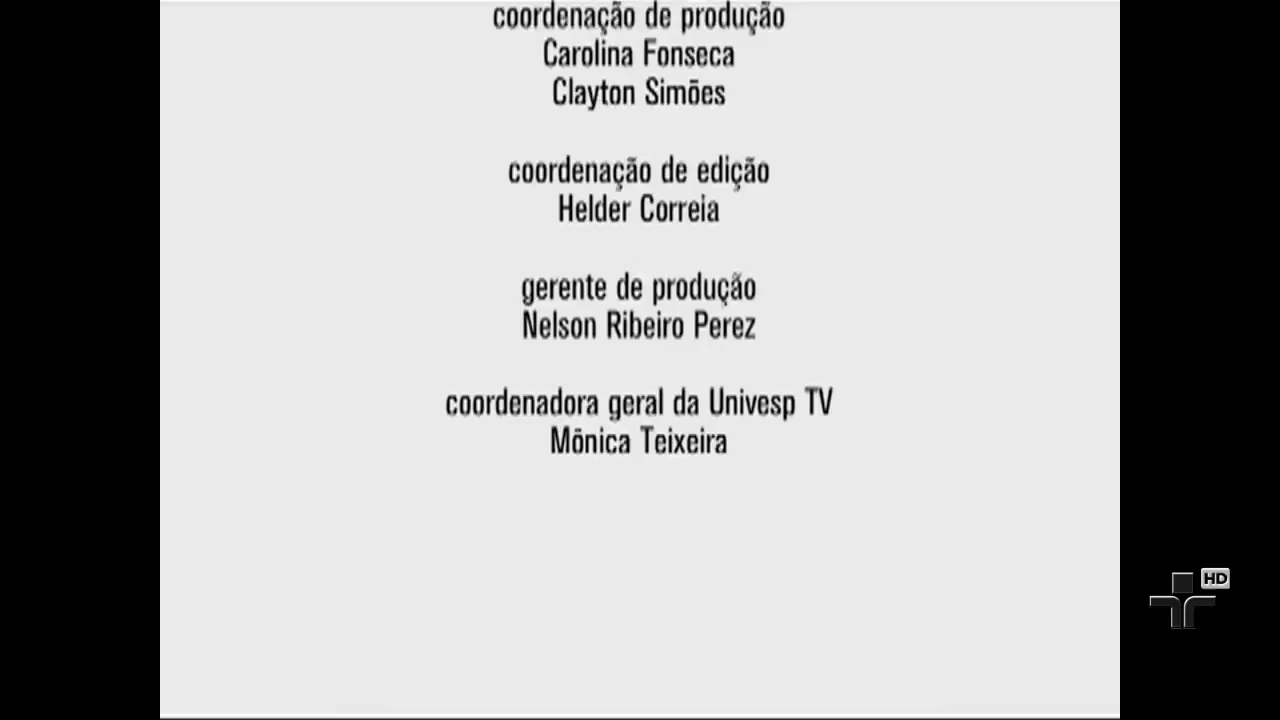 coordenação de produção
Carolina Fonseca
Clayton Simões
coordenação de edição
Helder Correia
gerente de produção
Nelson Ribeiro Perez
coordenadora geral da Univesp TV
Mônica Teixeira
HD